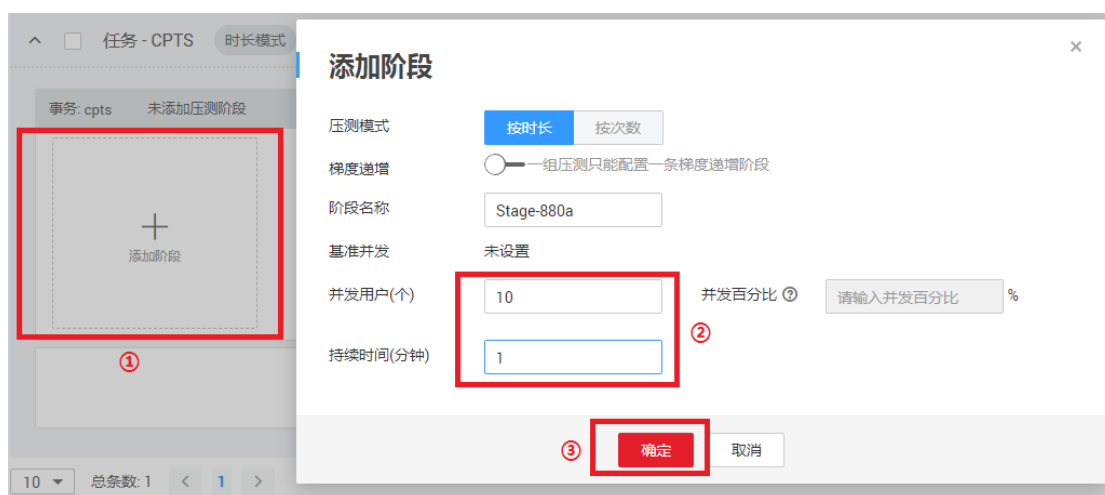 任务 - CPTS 时长模式
事务: cpts 未添加压测阶段
添加阶段
①
10 总条数: 1 < 1 >
添加阶段
×
压测模式 按时长 按次数
梯度递增 一组压测只能配置一条梯度递增阶段
阶段名称 Stage-880a
基准并发 未设置
并发用户(个) 10 并发百分比 ? 请输入并发百分比 %
②
持续时间(分钟) 1
③ 确定 取消